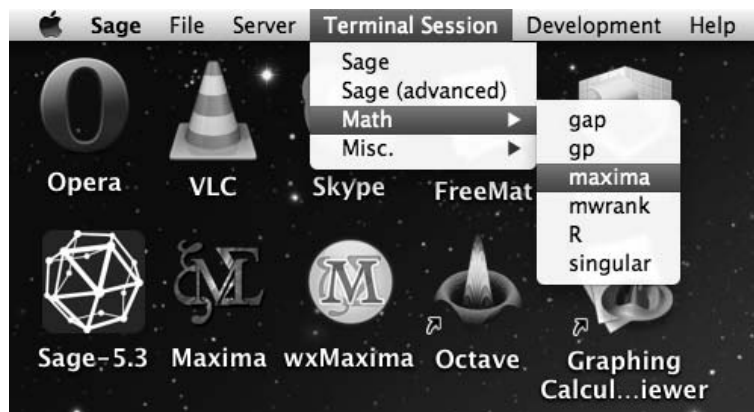 Sage File Server Terminal Session Development Help
Sage
Sage (advanced)
Math
Misc.
gap
gp
maxima
mwrank
R
singular
Opera VLC Skype FreeMat
Sage-5.3 Maxima wxMaxima Octave Graphing
Calcul...iewer